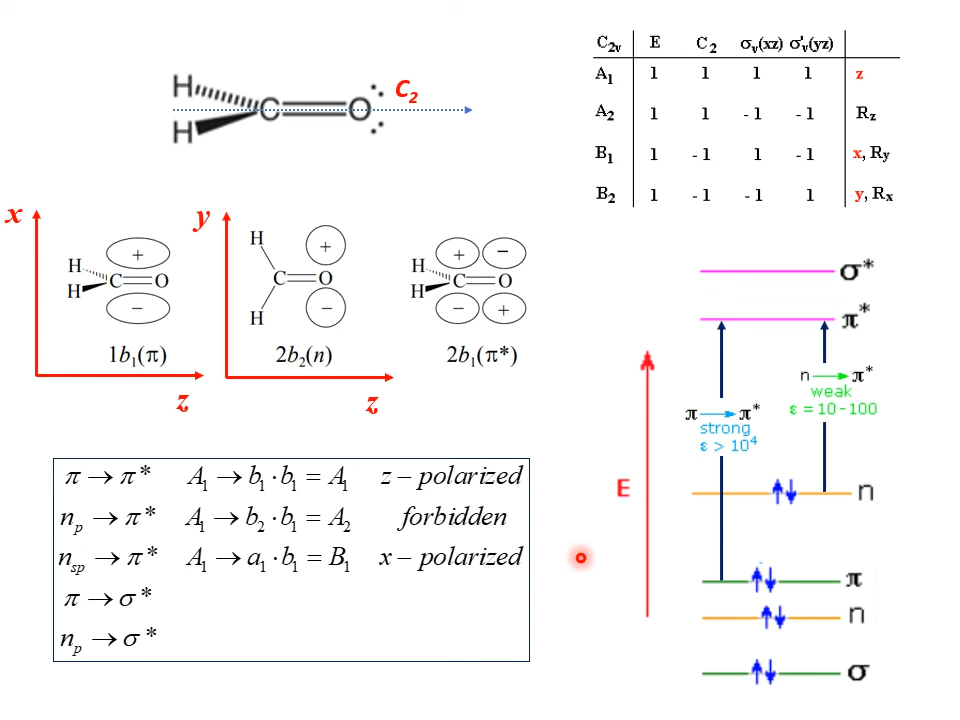 H
H
C
O
C2
C2v E C2 σv(xz) σ'v(yz)
A1 1 1 1 1 z
A2 1 1 - 1 - 1 Rz
B1 1 - 1 1 - 1 x, Ry
B2 1 - 1 - 1 1 y, Rx
x
H
H
C
O
+
−
1b1(π)
z
y
H
H
C
O
+
−
2b2(n)
z
H
H
C
O
+ −
− +
2b1(π*)
π → π* A1 → b1 · b1 = A1 z – polarized
np → π* A1 → b2 · b1 = A2 forbidden
nsp → π* A1 → a1 · b1 = B1 x – polarized
π → σ*
np → σ*
σ*
π*
n → π*
weak
ε = 10 - 100
π → π*
strong
ε > 10⁴
E
n
π
n
σ